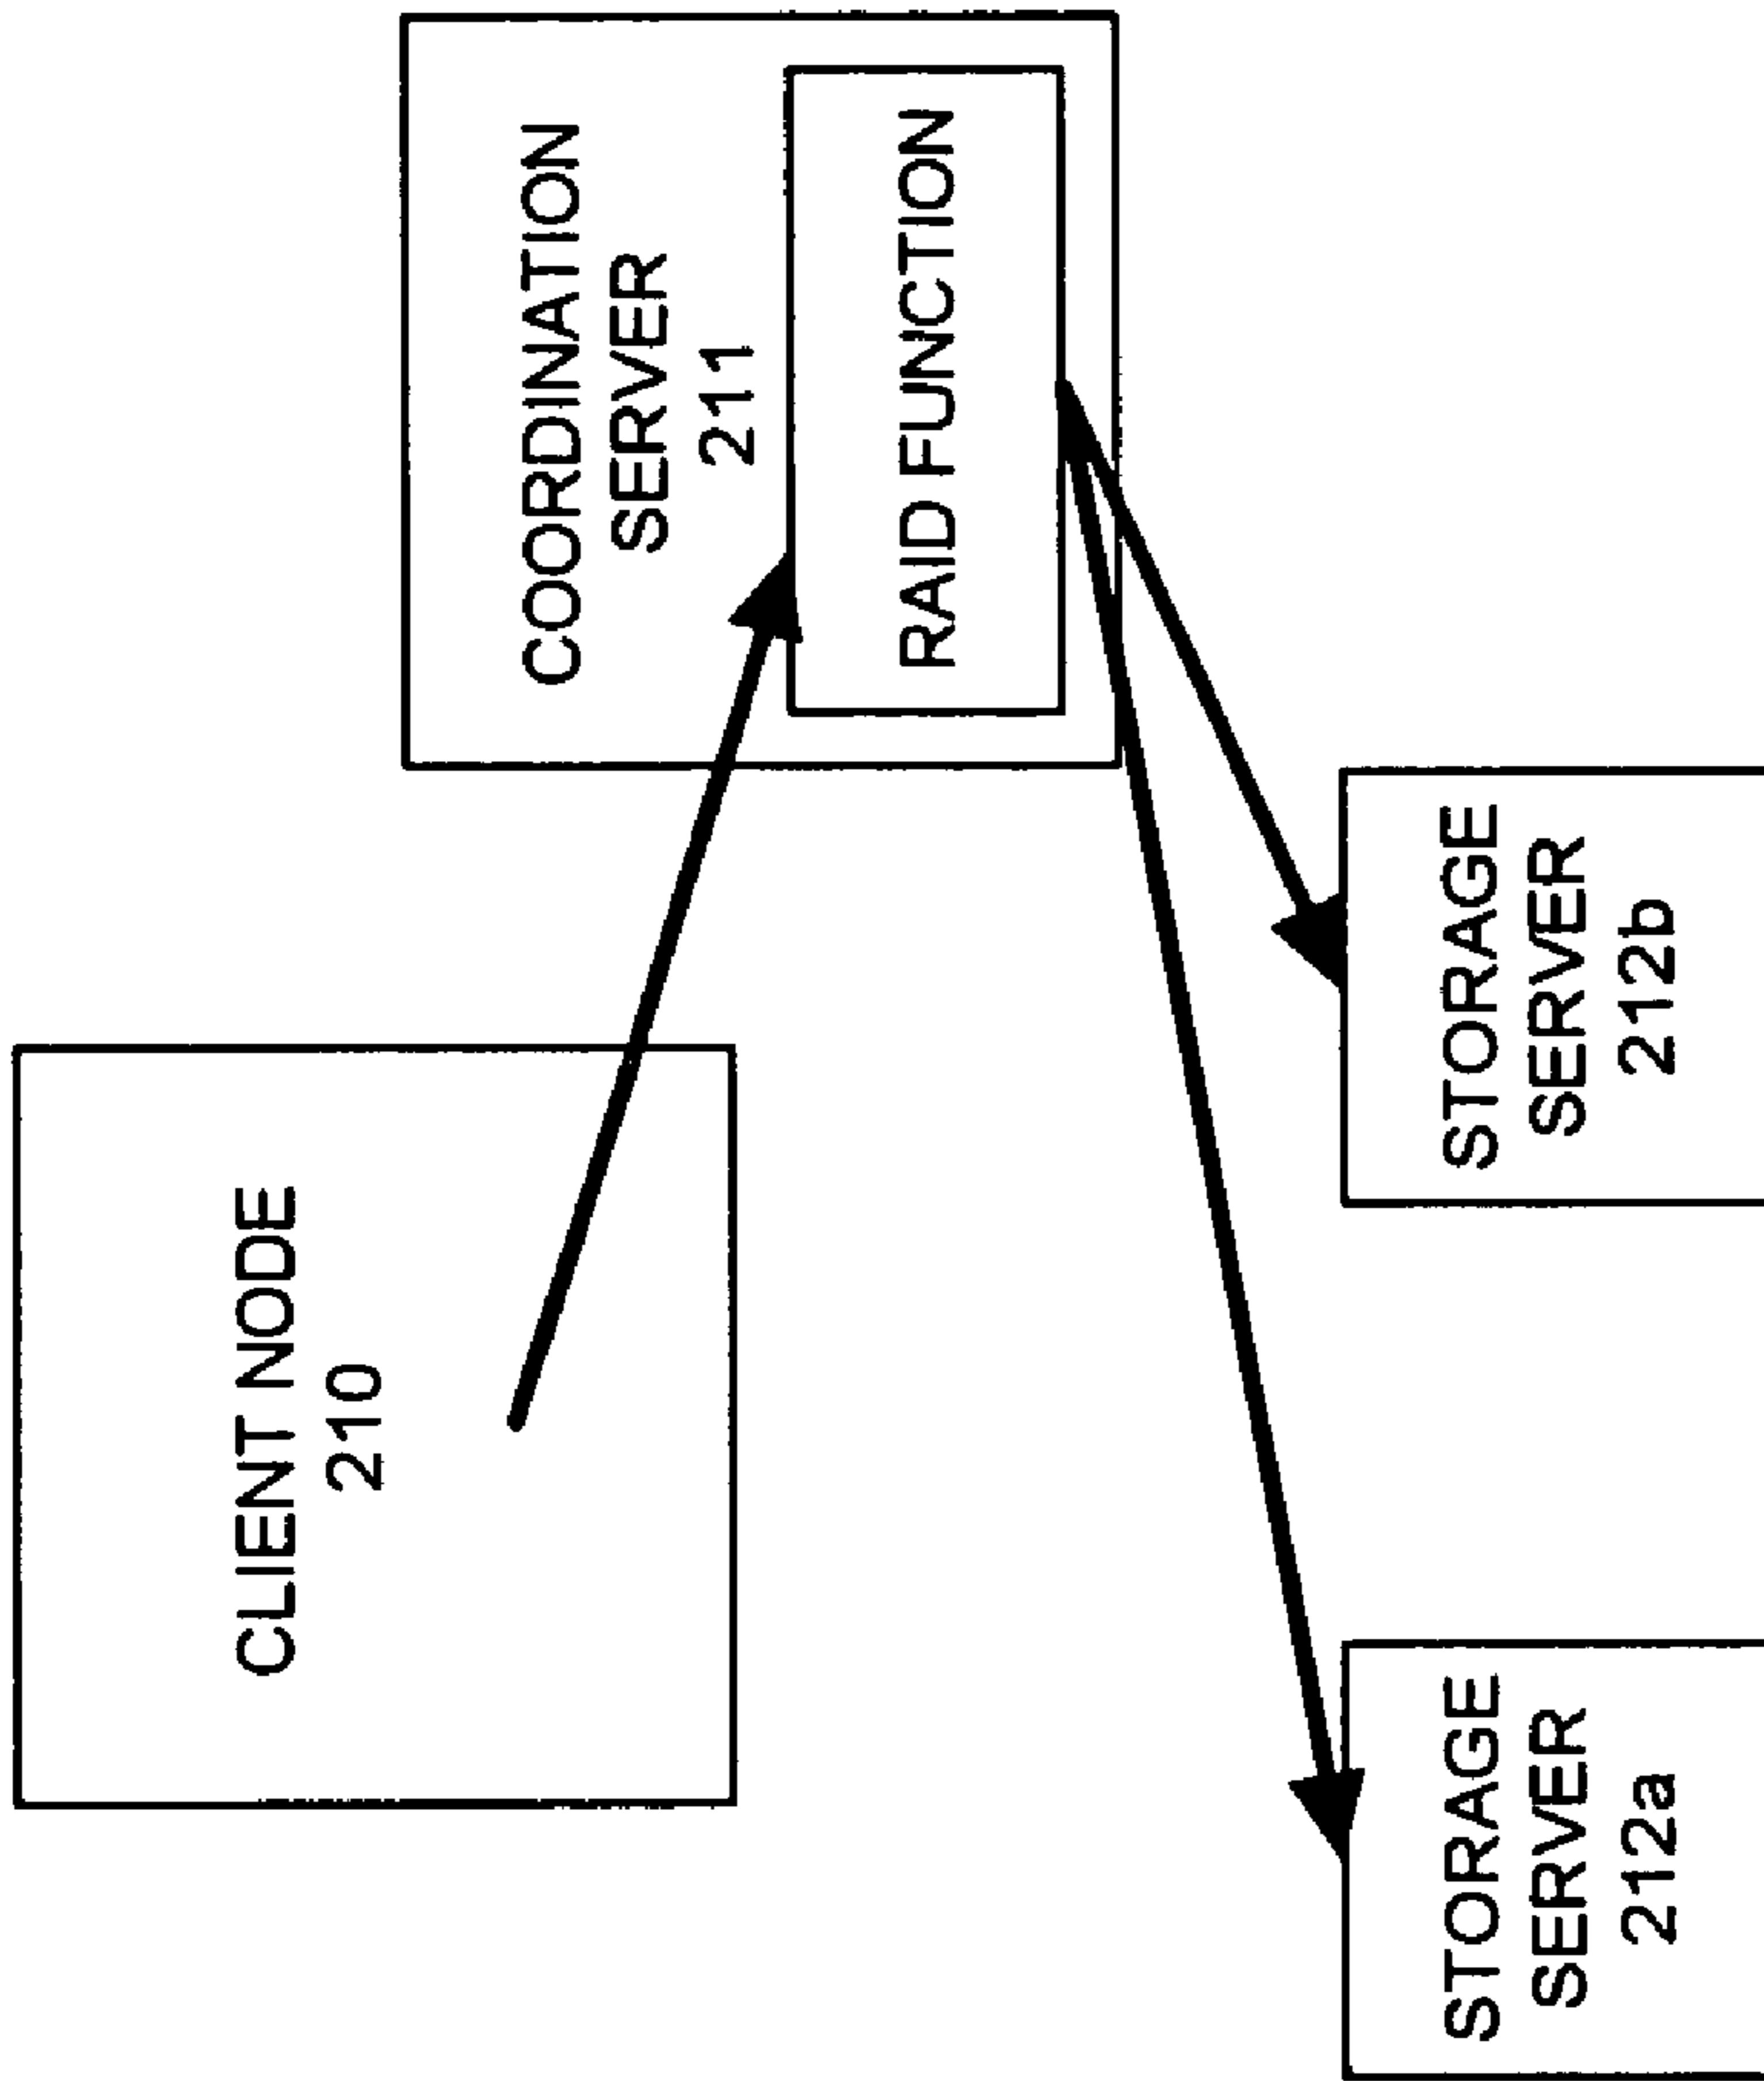 CLIENT NODE
210
COORDINATION
SERVER
211
RAID FUNCTION
STORAGE
SERVER
212a
STORAGE
SERVER
212b